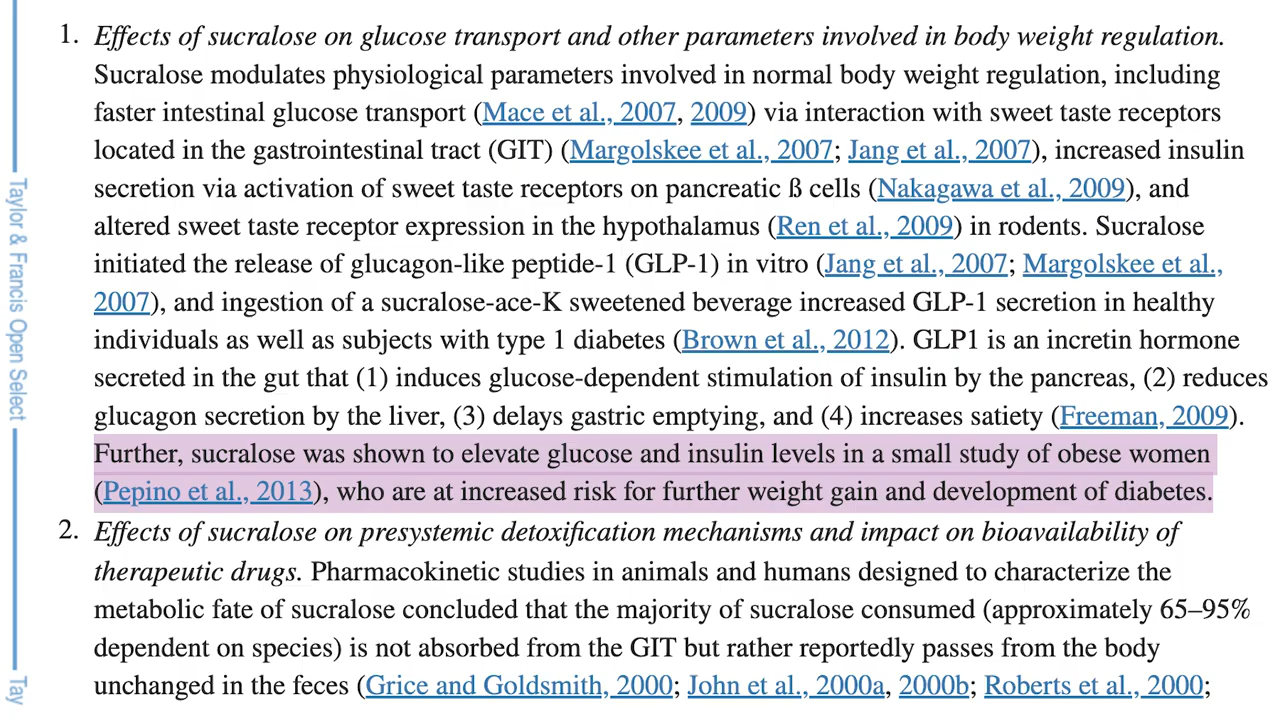 1. Effects of sucralose on glucose transport and other parameters involved in body weight regulation.
Sucralose modulates physiological parameters involved in normal body weight regulation, including
faster intestinal glucose transport (Mace et al., 2007, 2009) via interaction with sweet taste receptors
located in the gastrointestinal tract (GIT) (Margolskee et al., 2007; Jang et al., 2007), increased insulin
secretion via activation of sweet taste receptors on pancreatic ß cells (Nakagawa et al., 2009), and
altered sweet taste receptor expression in the hypothalamus (Ren et al., 2009) in rodents. Sucralose
initiated the release of glucagon-like peptide-1 (GLP-1) in vitro (Jang et al., 2007; Margolskee et al.,
2007), and ingestion of a sucralose-ace-K sweetened beverage increased GLP-1 secretion in healthy
individuals as well as subjects with type 1 diabetes (Brown et al., 2012). GLP1 is an incretin hormone
secreted in the gut that (1) induces glucose-dependent stimulation of insulin by the pancreas, (2) reduces
glucagon secretion by the liver, (3) delays gastric emptying, and (4) increases satiety (Freeman, 2009).
Further, sucralose was shown to elevate glucose and insulin levels in a small study of obese women
(Pepino et al., 2013), who are at increased risk for further weight gain and development of diabetes.
2. Effects of sucralose on presystemic detoxification mechanisms and impact on bioavailability of
therapeutic drugs. Pharmacokinetic studies in animals and humans designed to characterize the
metabolic fate of sucralose concluded that the majority of sucralose consumed (approximately 65–95%
dependent on species) is not absorbed from the GIT but rather reportedly passes from the body
unchanged in the feces (Grice and Goldsmith, 2000; John et al., 2000a, 2000b; Roberts et al., 2000;
Taylor & Francis Open Select
Tay